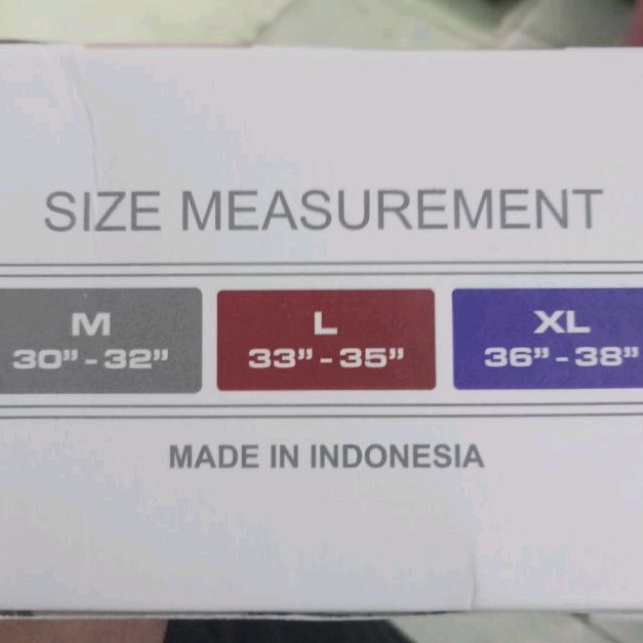 SIZE MEASUREMENT
M
30” - 32”
L
33” - 35”
XL
36” - 38”
MADE IN INDONESIA